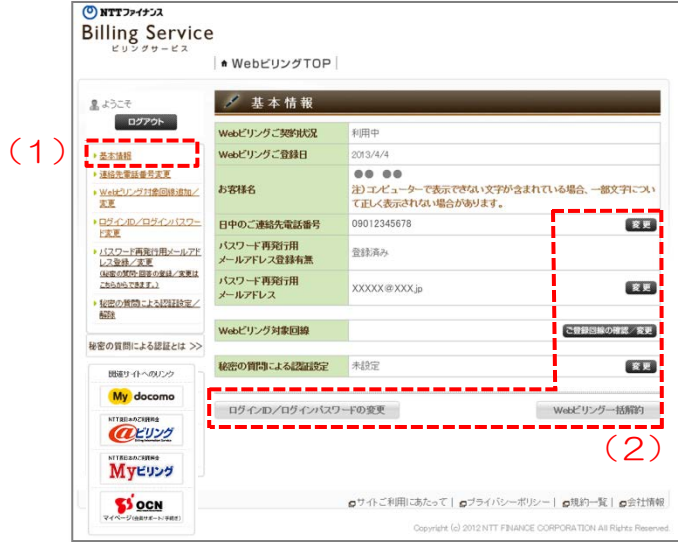 NTTファイナンス
Billing Service
ビリングサービス
WebビリングTOP
(1)
ようこそ
ログアウト
基本情報
連絡先電話番号変更
Webビリング対象回線追加/
変更
ログインID/ログインパスワー
ド変更
パスワード再発行用メールアド
レス登録/変更
(秘密の質問・回答の登録/変更は
こちらからできます。)
秘密の質問による認証設定/
解除
秘密の質問による認証とは >>
関連サイトへのリンク
My docomo
NTT東日本のご利用料金
@ビリング
NTT西日本のご利用料金
Myビリング
OCN
マイページ(会員サポート/手続き)
基本情報
Webビリングご契約状況 利用中
Webビリングご登録日 2013/4/4
お客様名
●● ●●
注)コンピューターで表示できない文字が含まれている場合、一部文字につい
て正しく表示されない場合があります。
日中のご連絡先電話番号 09012345678 変更
パスワード再発行用
メールアドレス登録有無 登録済み
パスワード再発行用
メールアドレス XXXXX@XXX.jp 変更
Webビリング対象回線 ご登録回線の確認/変更
秘密の質問による認証設定 未設定 変更
ログインID/ログインパスワードの変更 Webビリング一括解約
(2)
サイトご利用にあたって | プライバシーポリシー | 規約一覧 | 会社情報
Copyright (c) 2012 NTT FINANCE CORPORATION All Rights Reserved.